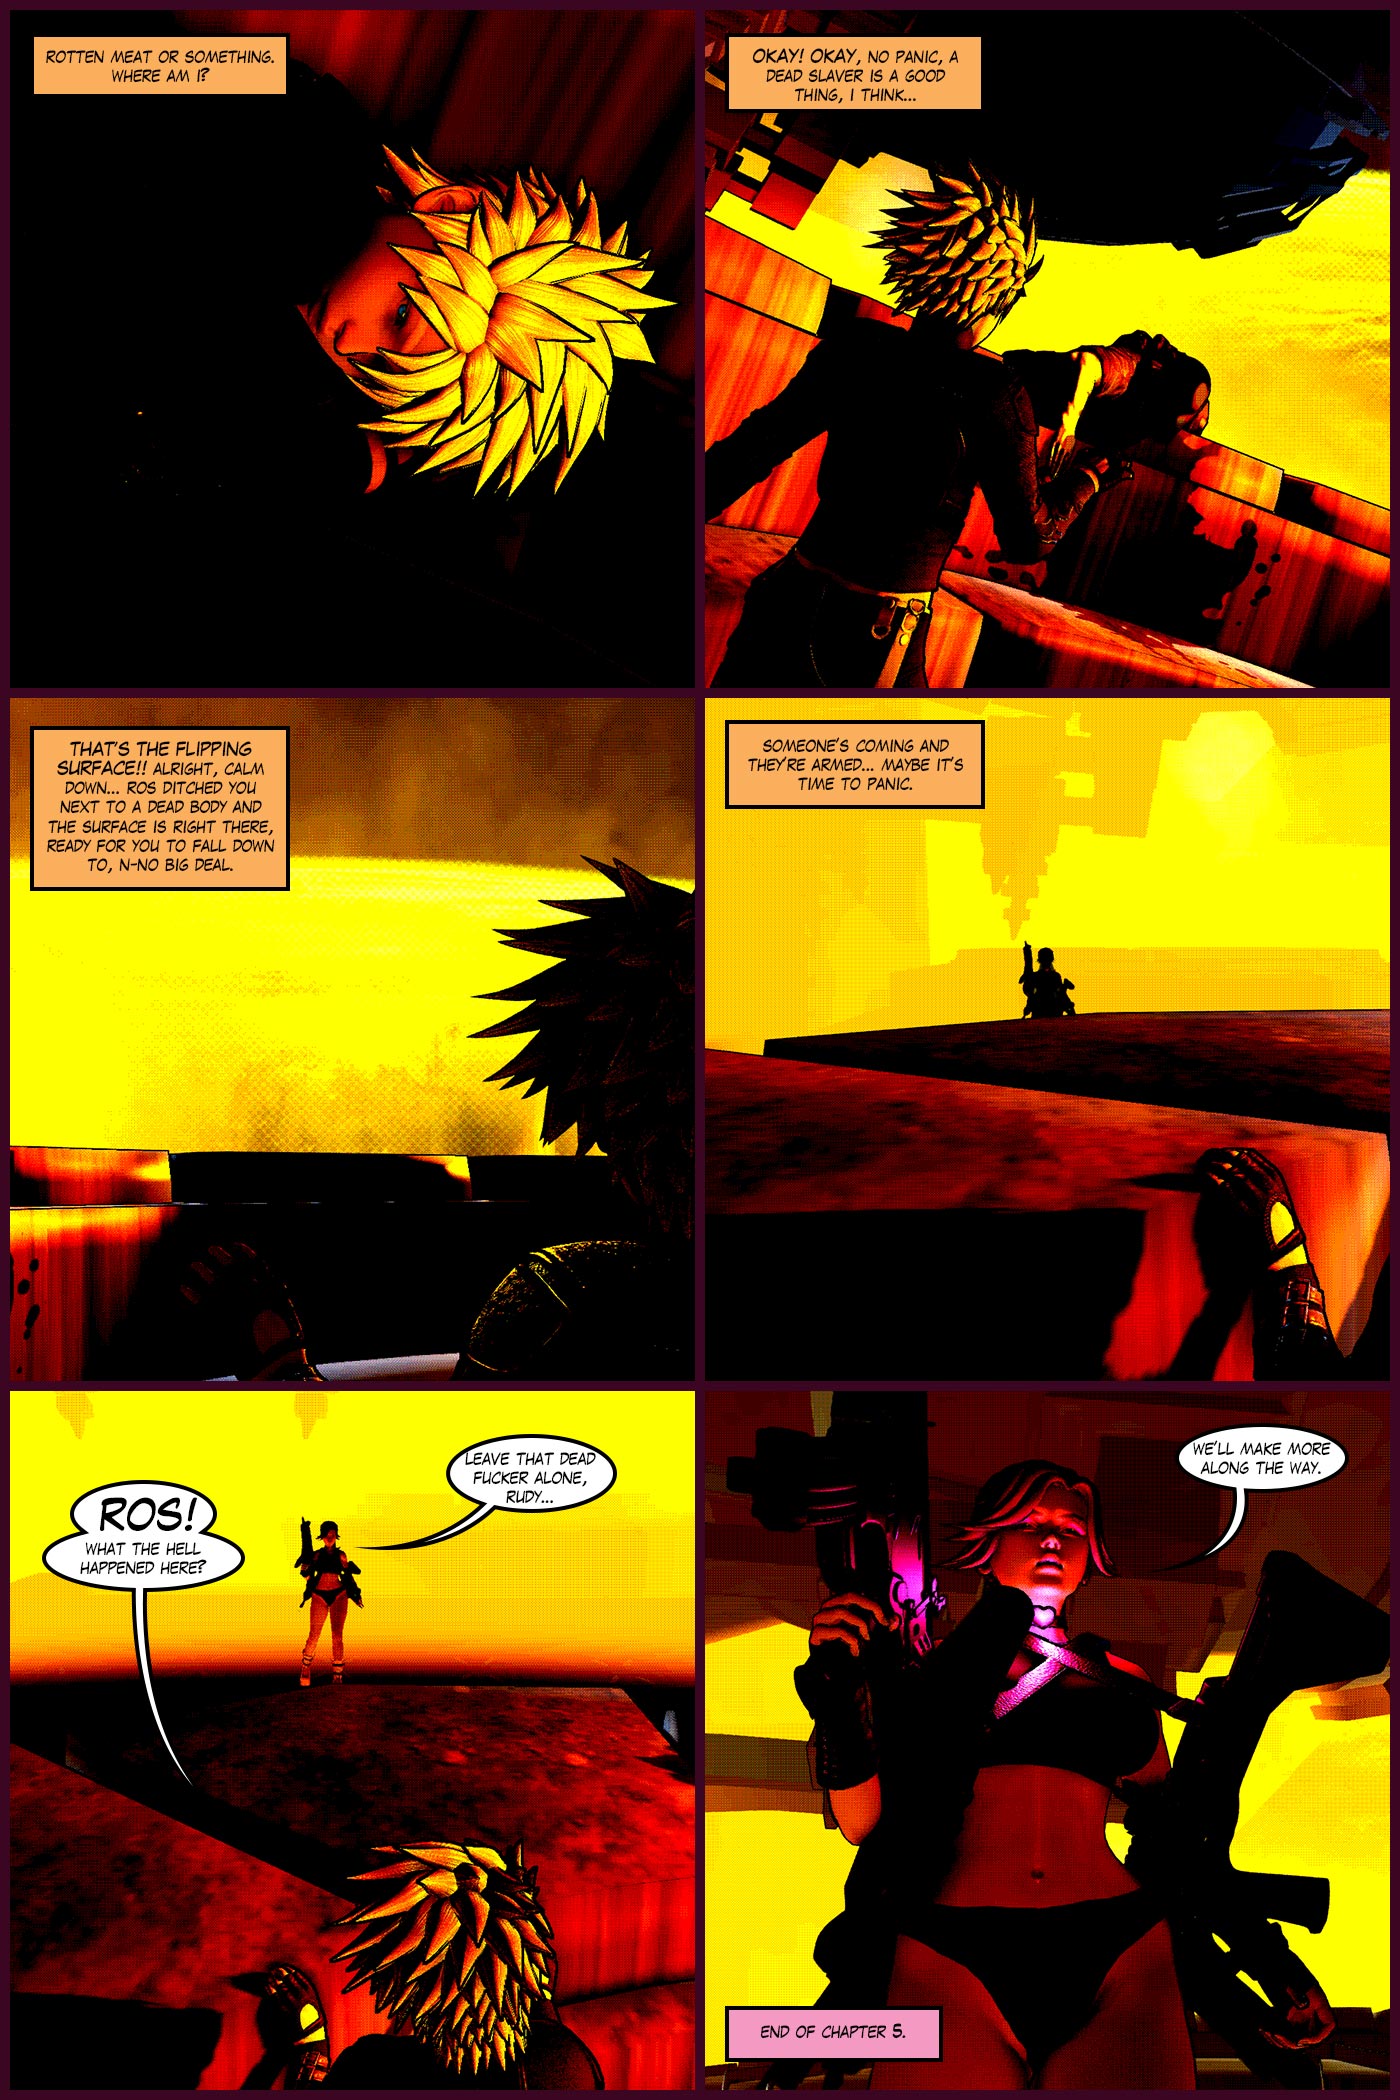 ROTTEN MEAT OR SOMETHING.
WHERE AM I?
OKAY! OKAY, NO PANIC, A
DEAD SLAVER IS A GOOD
THING, I THINK...
THAT'S THE FLIPPING
SURFACE!! ALRIGHT, CALM
DOWN... ROS DITCHED YOU
NEXT TO A DEAD BODY AND
THE SURFACE IS RIGHT THERE,
READY FOR YOU TO FALL DOWN
TO, N-NO BIG DEAL.
SOMEONE'S COMING AND
THEY'RE ARMED... MAYBE IT'S
TIME TO PANIC.
ROS!
WHAT THE HELL
HAPPENED HERE?
LEAVE THAT DEAD
FUCKER ALONE,
RUDY...
WE'LL MAKE MORE
ALONG THE WAY.
END OF CHAPTER 5.